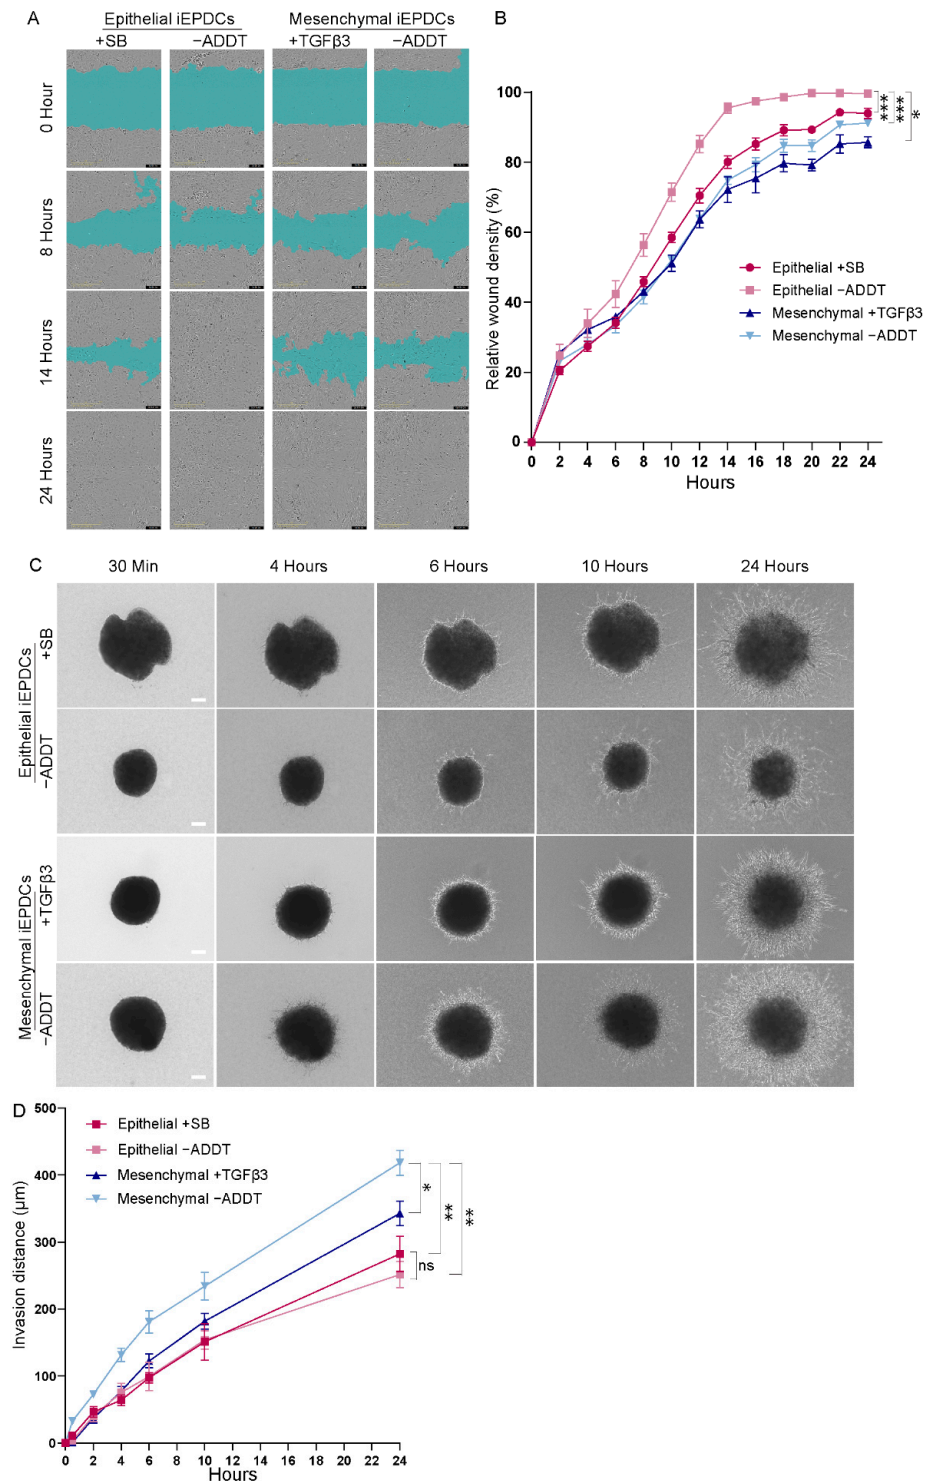 A
Epithelial iEPDCs Mesenchymal iEPDCs
+SB −ADDT +TGFβ3 −ADDT
0 Hour
8 Hours
14 Hours
24 Hours
B
Relative wound density (%)
100
80
60
40
20
0
0 2 4 6 8 10 12 14 16 18 20 22 24
Hours
Epithelial +SB
Epithelial −ADDT
Mesenchymal +TGFβ3
Mesenchymal −ADDT
***
***
*
C
30 Min 4 Hours 6 Hours 10 Hours 24 Hours
Epithelial iEPDCs
+SB
−ADDT
Mesenchymal iEPDCs
+TGFβ3
−ADDT
D
Invasion distance (µm)
500
400
300
200
100
0
0 2 4 6 8 10 12 14 16 18 20 22 24
Hours
Epithelial +SB
Epithelial −ADDT
Mesenchymal +TGFβ3
Mesenchymal −ADDT
*
**
**
ns